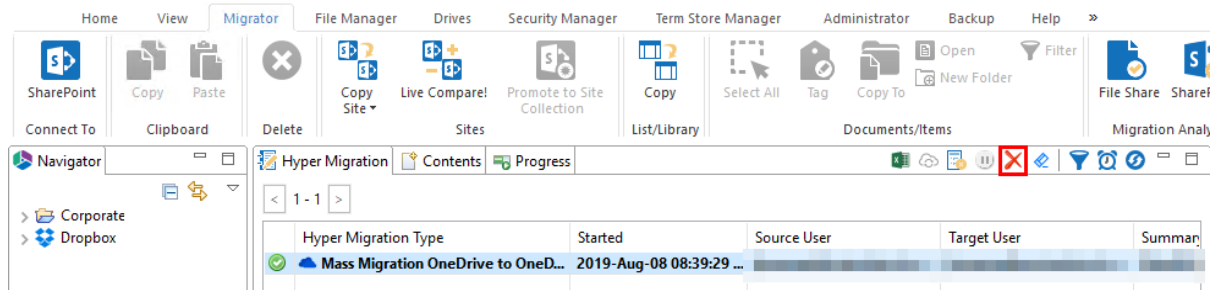 Home View Migrator File Manager Drives Security Manager Term Store Manager Administrator Backup Help »
SharePoint
Copy
Paste
Copy
Site
Live Compare!
Promote to Site
Collection
Copy
Select All
Tag
Copy To
Open
New Folder
Filter
File Share
ShareP
Connect To Clipboard Delete Sites List/Library Documents/Items Migration Analy
Navigator
Hyper Migration Contents Progress
< 1 - 1 >
Corporate
Dropbox
Hyper Migration Type Started Source User Target User Summary
Mass Migration OneDrive to OneD... 2019-Aug-08 08:39:29 ...